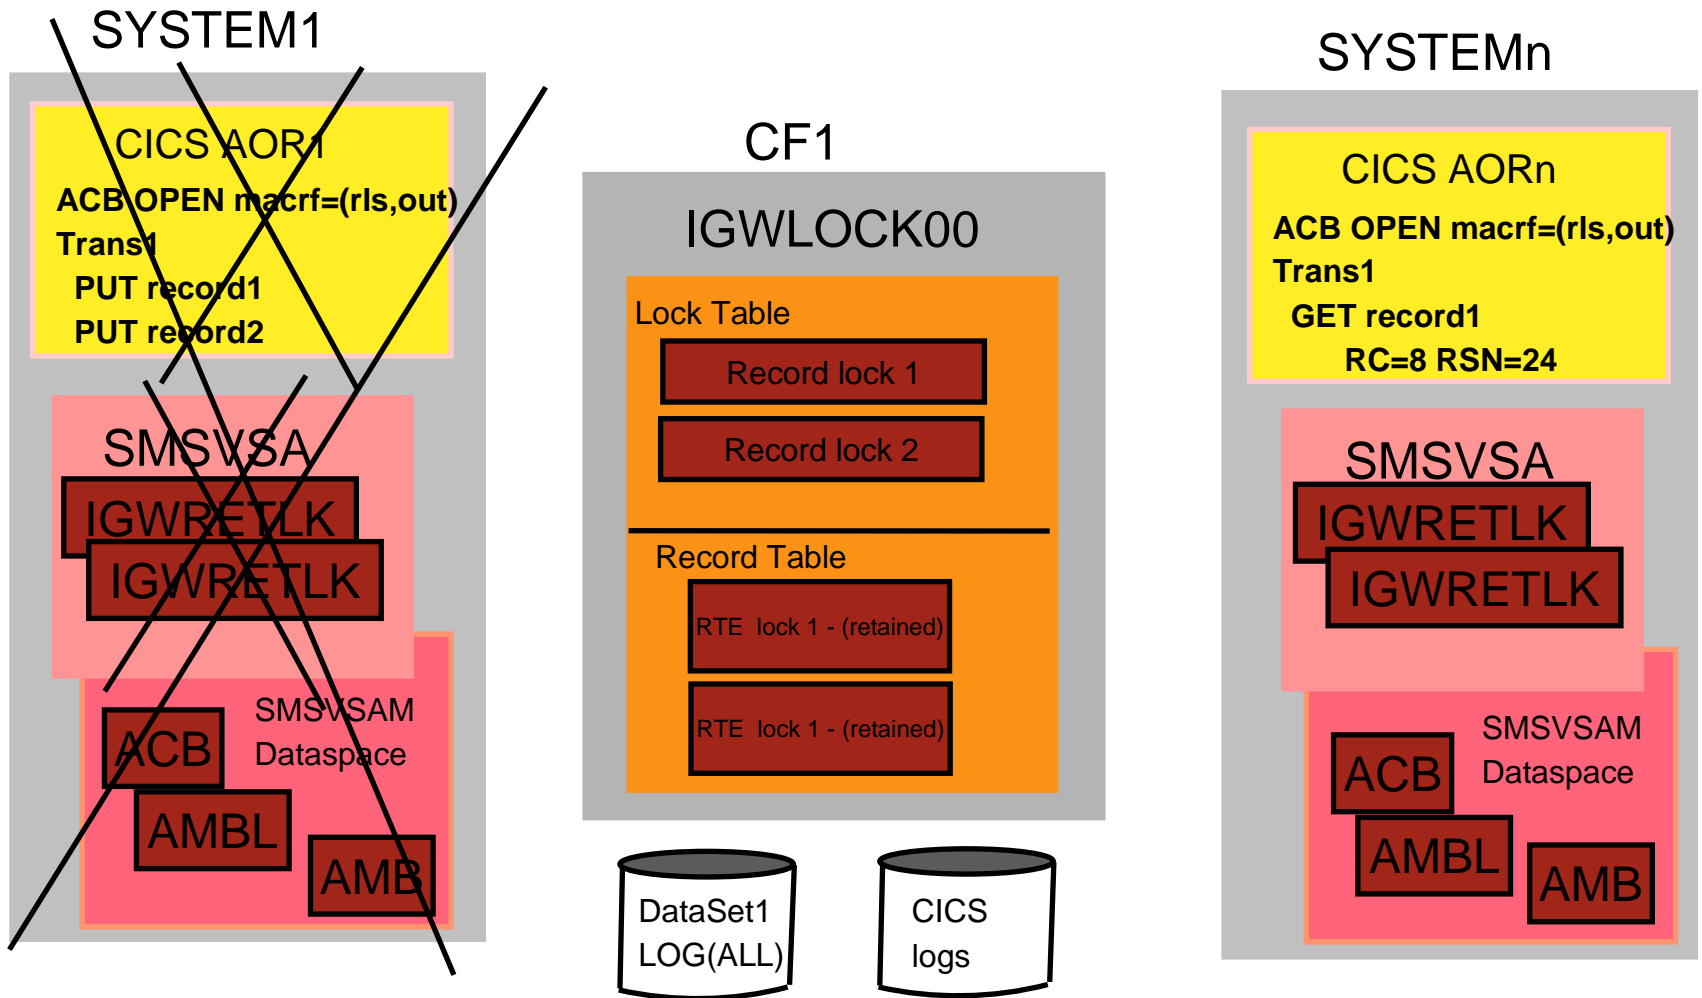 SYSTEM1
CICS AOR1
ACB OPEN macrf=(rls,out)
Trans1
PUT record1
PUT record2
SMSVSA
IGWRETLK
IGWRETLK
SMSVSAM
Dataspace
ACB
AMBL
AMB
CF1
IGWLOCK00
Lock Table
Record lock 1
Record lock 2
Record Table
RTE lock 1 - (retained)
RTE lock 1 - (retained)
DataSet1
LOG(ALL)
CICS
logs
SYSTEMn
CICS AORn
ACB OPEN macrf=(rls,out)
Trans1
GET record1
RC=8 RSN=24
SMSVSA
IGWRETLK
IGWRETLK
SMSVSAM
Dataspace
ACB
AMBL
AMB